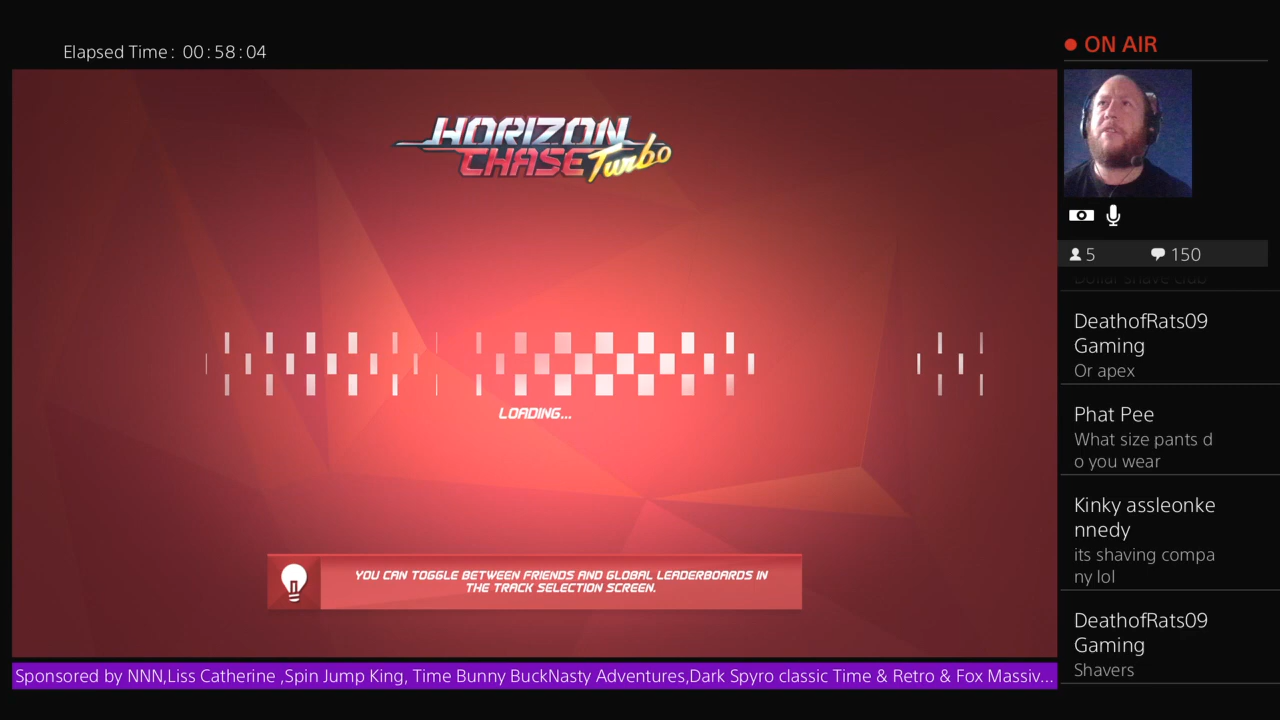 Elapsed Time: 00:58:04
ON AIR
HORIZON
CHASE Turbo
5 150
Dollar shave club
DeathofRats09
Gaming
Or apex
Phat Pee
What size pants d
o you wear
Kinky assleonke
nnedy
its shaving compa
ny lol
DeathofRats09
Gaming
Shavers
LOADING...
YOU CAN TOGGLE BETWEEN FRIENDS AND GLOBAL LEADERBOARDS IN
THE TRACK SELECTION SCREEN.
Sponsored by NNN,Liss Catherine ,Spin Jump King, Time Bunny BuckNasty Adventures,Dark Spyro classic Time & Retro & Fox Massiv...